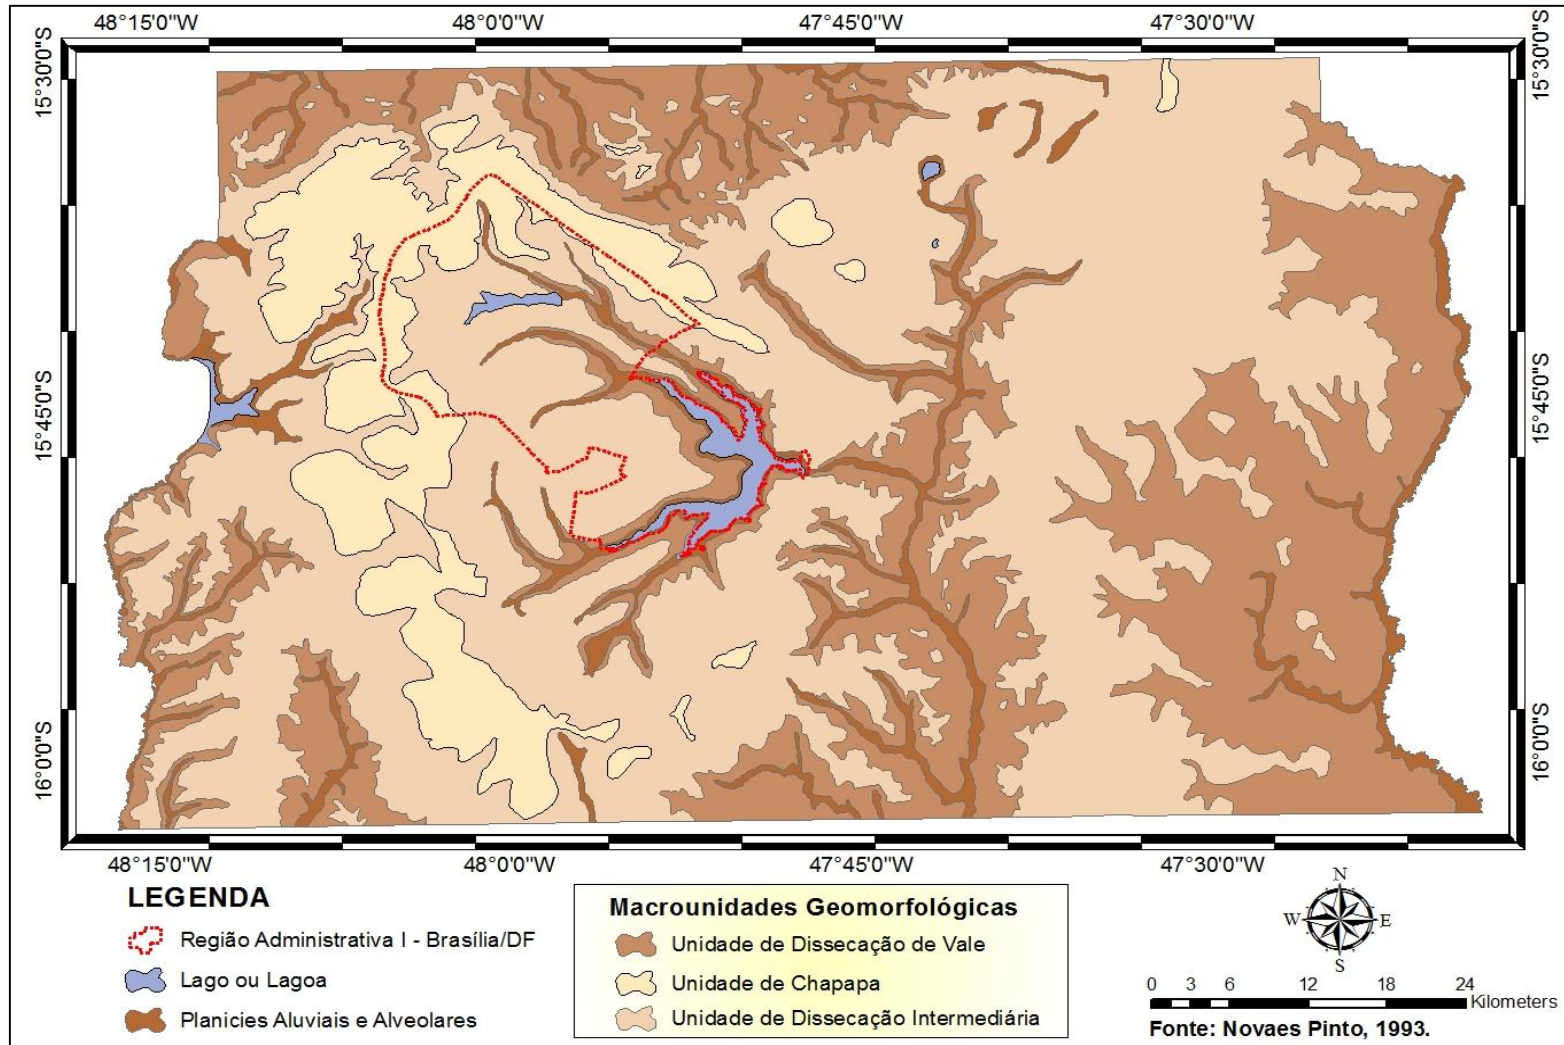 48°15'0"W 48°0'0"W 47°45'0"W 47°30'0"W
15°30'0"S
15°30'0"S
15°45'0"S
15°45'0"S
16°0'0"S
16°0'0"S
48°15'0"W 48°0'0"W 47°45'0"W 47°30'0"W
LEGENDA
Região Administrativa I - Brasília/DF
Lago ou Lagoa
Planicies Aluviais e Alveolares
Macrounidades Geomorfológicas
Unidade de Dissecação de Vale
Unidade de Chapapa
Unidade de Dissecação Intermediária
N
W E
S
0 3 6 12 18 24
Kilometers
Fonte: Novaes Pinto, 1993.